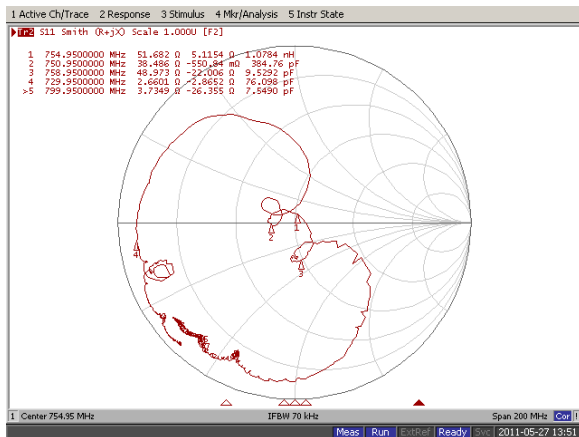 1 Active Ch/Trace 2 Response 3 Stimulus 4 Mkr/Analysis 5 Instr State
Tr2 S11 Smith (R+jX) Scale 1.000U [F2]
1 754.9500000 MHz 51.682 Ω 5.1154 Ω 1.0784 nH
2 750.9500000 MHz 38.486 Ω -550.84 mΩ 384.76 pF
3 758.9500000 MHz 48.973 Ω -22.006 Ω 9.5292 pF
4 729.9500000 MHz 2.6601 Ω -2.8652 Ω 76.098 pF
>5 799.9500000 MHz 3.7349 Ω -26.355 Ω 7.5490 pF
1
2
3
4
1 Center 754.95 MHz IFBW 70 kHz Span 200 MHz Cor !
Meas Run ExtRef Ready Svc 2011-05-27 13:51